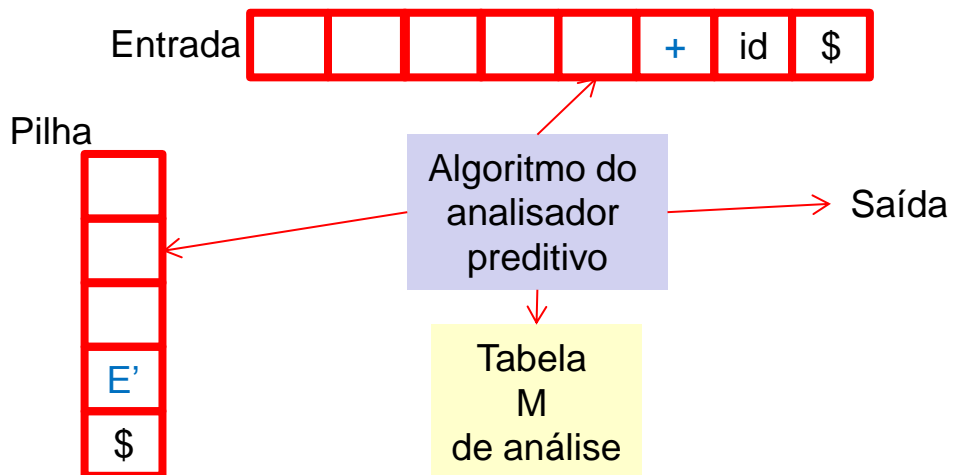 Entrada + id $
Pilha
Algoritmo do
analisador
preditivo
Saída
Tabela
M
de análise
E’
$